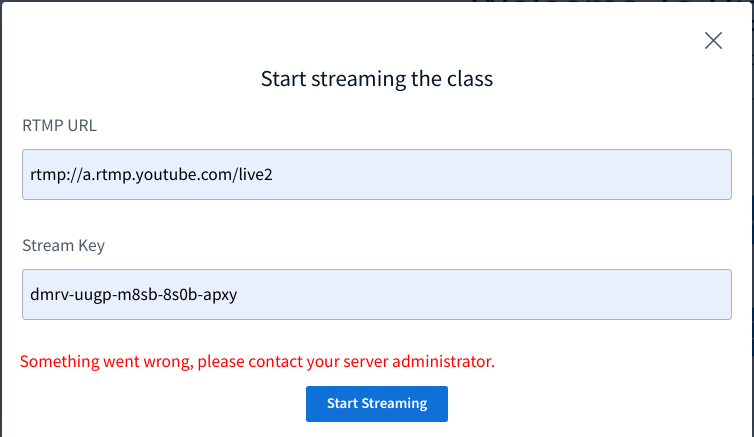 Start streaming the class
RTMP URL
rtmp://a.rtmp.youtube.com/live2
Stream Key
dmrv-uugp-m8sb-8s0b-apxy
Something went wrong, please contact your server administrator.
Start Streaming